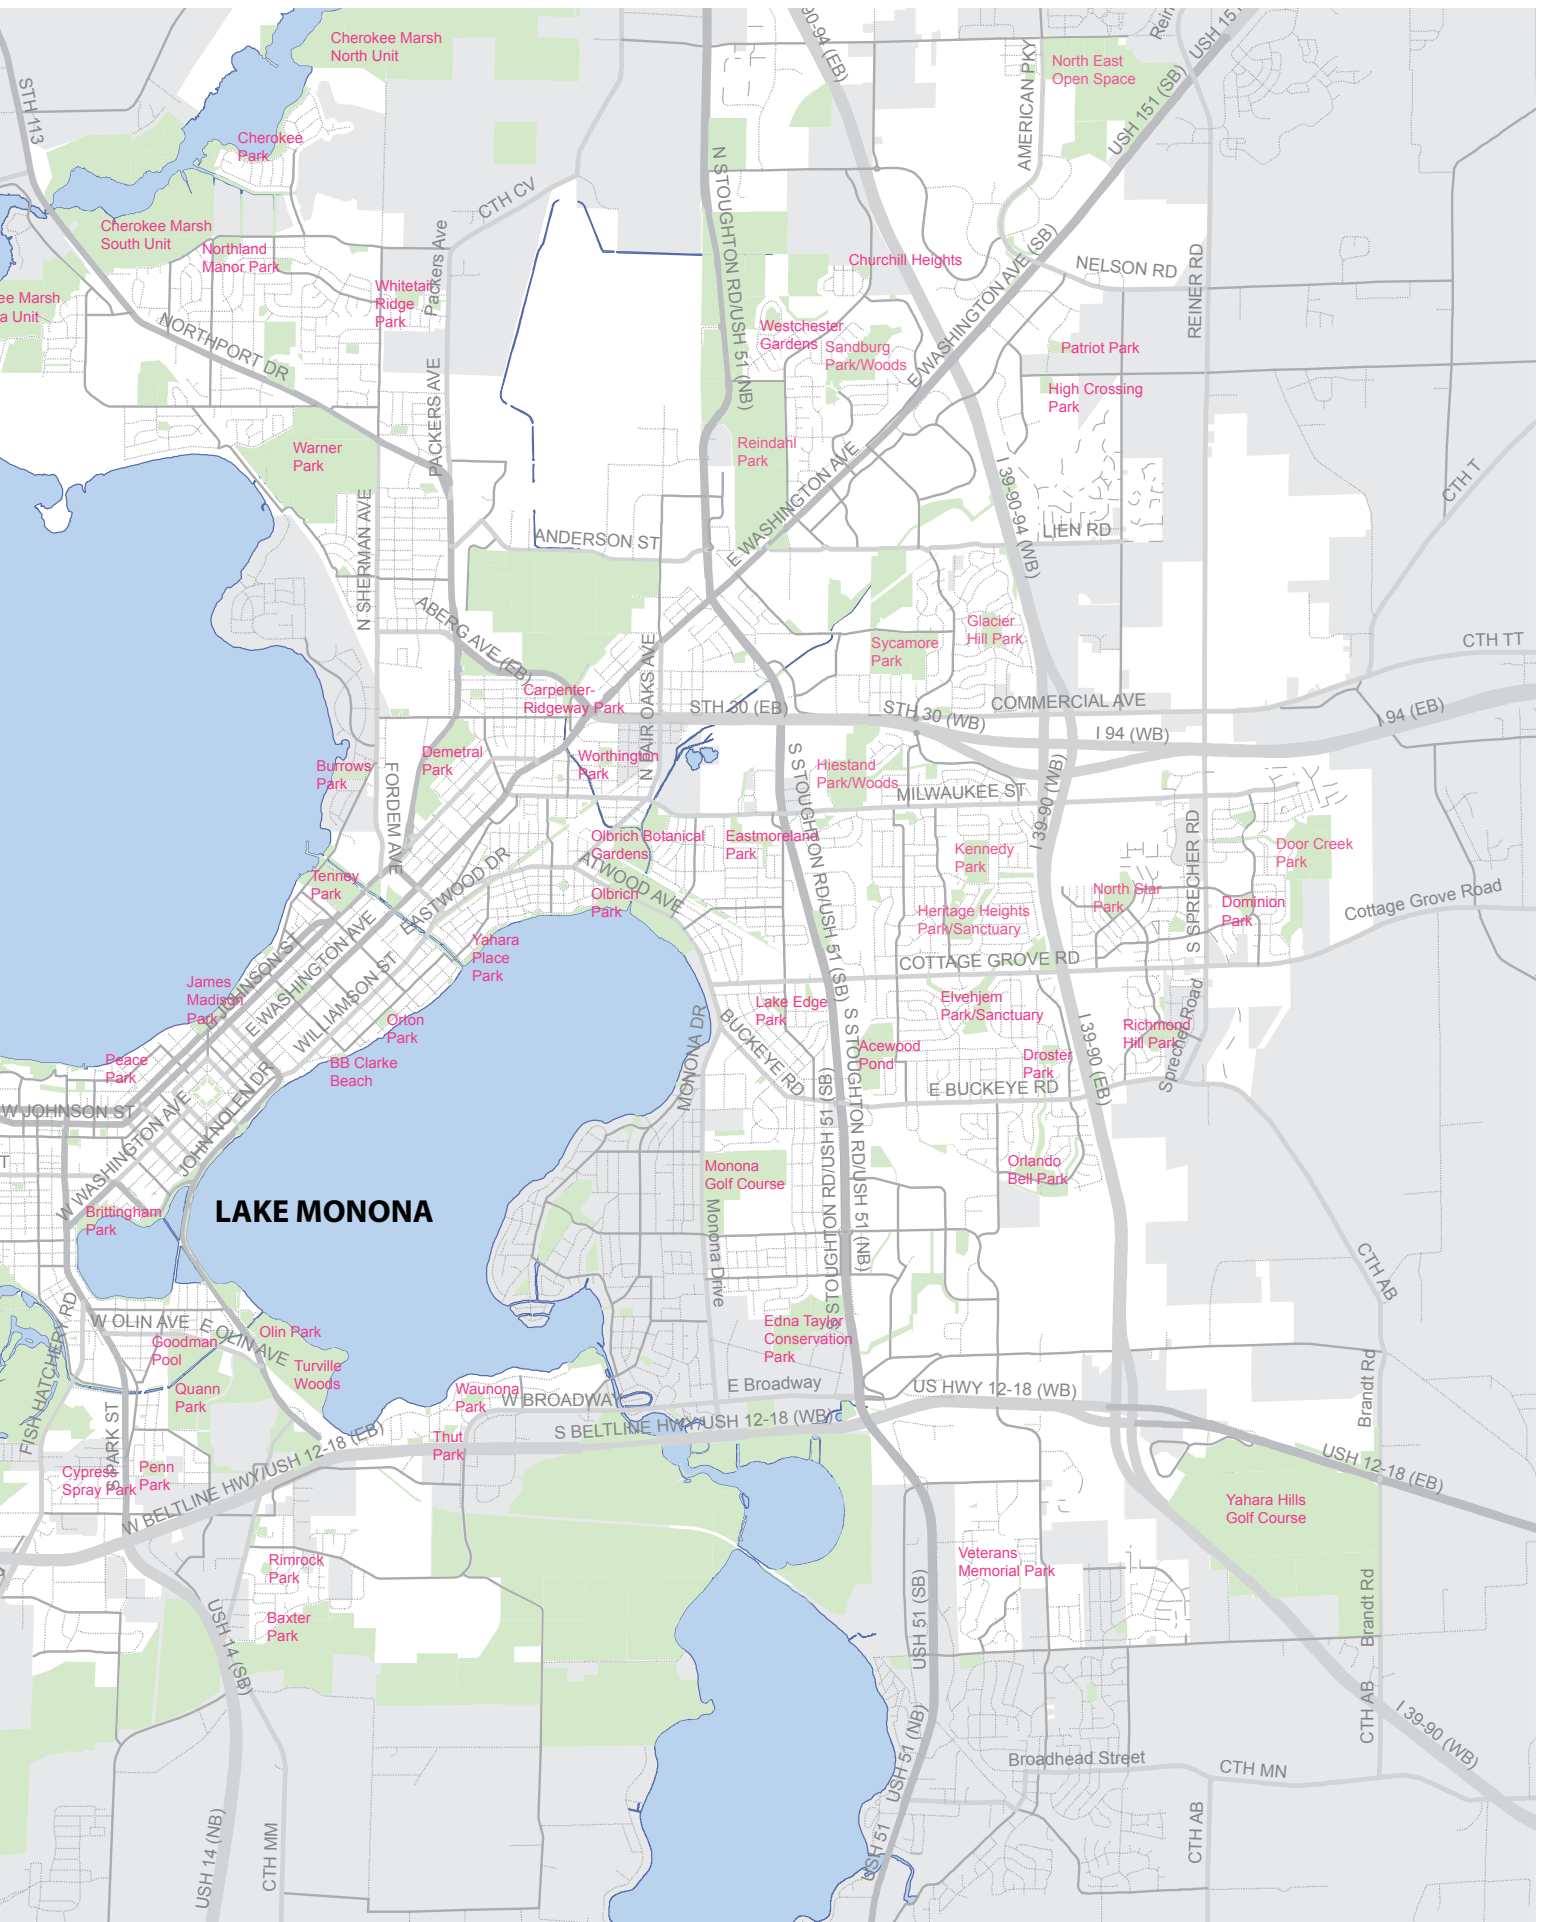 Cherokee Marsh
North Unit
90-94 (EB)
AMERICAN PKY
North East
Open Space
USH 151 (SB)
USH 151
STH 113
Cherokee
Park
N STOUGHTON RD/USH 51 (NB)
CTH CV
Cherokee Marsh
South Unit
Northland
Manor Park
Packers Ave
Whitetail
Ridge
Park
Churchill Heights
E WASHINGTON AVE (SB)
NELSON RD
REINER RD
ee Marsh
a Unit
NORTHPORT DR
Westchester
Gardens
Sandburg
Park/Woods
Patriot Park
High Crossing
Park
PACKERS AVE
Warner
Park
Reindahl
Park
E WASHINGTON AVE
I 39-90-94 (WB)
CTH T
LIEN RD
ANDERSON ST
N SHERMAN AVE
ABERG AVE (EB)
N FAIR OAKS AVE
Sycamore
Park
Glacier
Hill Park
CTH TT
Carpenter-
Ridgeway Park
STH 30 (EB)
STH 30 (WB)
COMMERCIAL AVE
I 94 (EB)
I 94 (WB)
Demetral
Park
Burrows
Park
FORDEM AVE
Worthington
Park
S STOUGHTON RD/USH 51 (SB)
Hiestand
Park/Woods
MILWAUKEE ST
I 39-90 (WB)
Olbrich Botanical
Gardens
Eastmoreland
Park
Kennedy
Park
S SPRECHER RD
Door Creek
Park
Tenney
Park
EASTWOOD DR
ATWOOD AVE
Olbrich
Park
North Star
Park
Dominion
Park
Cottage Grove Road
Heritage Heights
Park/Sanctuary
Yahara
Place
Park
COTTAGE GROVE RD
James
Madison
Park
JOHNSON ST
E WASHINGTON AVE
WILLIAMSON ST
Orton
Park
Lake Edge
Park
Elvehjem
Park/Sanctuary
Richmond
Hill Park
Sprecher Road
MONONA DR
BUCKEYE RD
Acewood
Pond
Droster
Park
I 39-90 (EB)
Peace
Park
BB Clarke
Beach
E BUCKEYE RD
W JOHNSON ST
JOHN NOLEN DR
W WASHINGTON AVE
S STOUGHTON RD/USH 51 (SB)
S STOUGHTON RD/USH 51 (NB)
T
Monona
Golf Course
Orlando
Bell Park
LAKE MONONA
Brittingham
Park
Monona Drive
CTH AB
FISH HATCHERY RD
W OLIN AVE
E OLIN AVE
Olin Park
Goodman
Pool
Turville
Woods
Edna Taylor
Conservation
Park
Quann
Park
Waunona
Park
W BROADWAY
E Broadway
US HWY 12-18 (WB)
Brandt Rd
S BELTLINE HWY/USH 12-18 (WB)
S PARK ST
Thut
Park
Cypress
Spray Park
Penn
Park
W BELTLINE HWY/USH 12-18 (EB)
USH 12-18 (EB)
Yahara Hills
Golf Course
Rimrock
Park
Veterans
Memorial Park
USH 51 (SB)
Brandt Rd
Baxter
Park
USH 14 (SB)
CTH AB
I 39-90 (WB)
USH 51 (NB)
Broadhead Street
CTH MN
USH 14 (NB)
CTH MM
USH 51
CTH AB